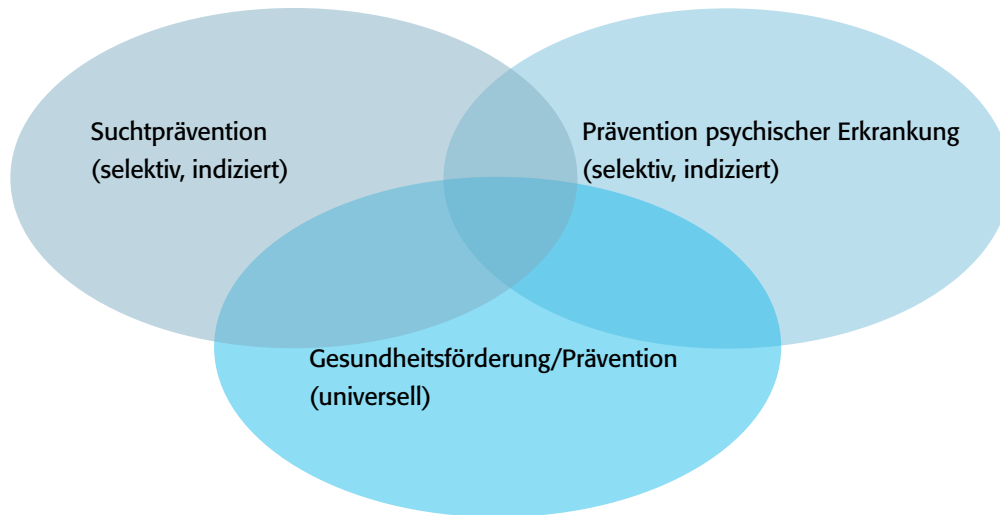 Suchtprävention
(selektiv, indiziert)
Prävention psychischer Erkrankung
(selektiv, indiziert)
Gesundheitsförderung/Prävention
(universell)